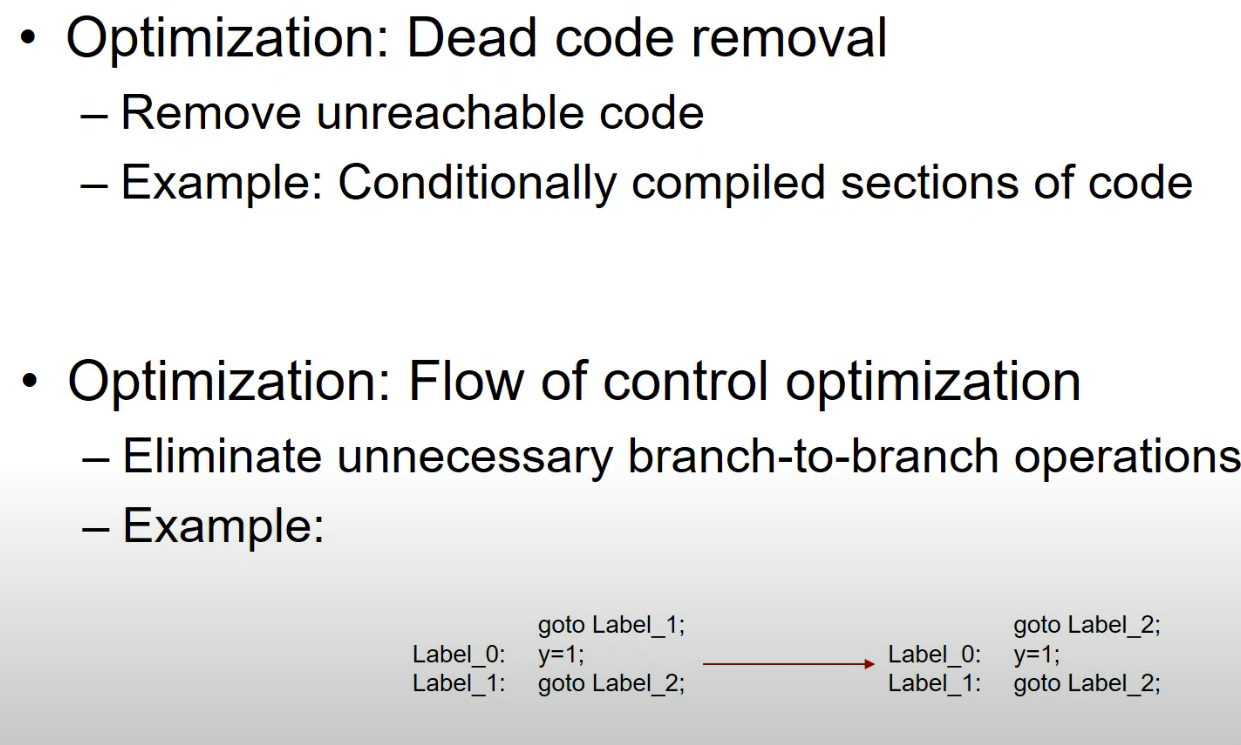 • Optimization: Dead code removal
– Remove unreachable code
– Example: Conditionally compiled sections of code
• Optimization: Flow of control optimization
– Eliminate unnecessary branch-to-branch operations
– Example:
goto Label_1;
Label_0: y=1;
Label_1: goto Label_2;
goto Label_2;
Label_0: y=1;
Label_1: goto Label_2;